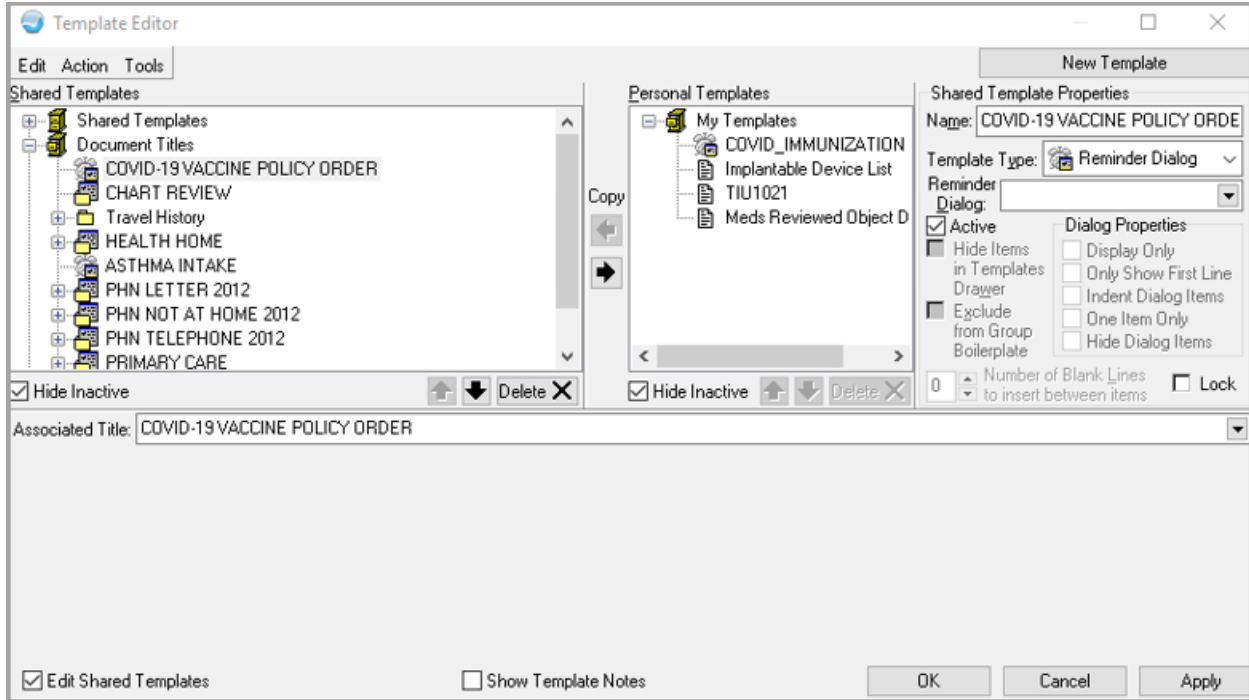 Template Editor
Edit Action Tools
New Template
Shared Templates
Shared Templates
Document Titles
COVID-19 VACCINE POLICY ORDER
CHART REVIEW
Travel History
HEALTH HOME
ASTHMA INTAKE
PHN LETTER 2012
PHN NOT AT HOME 2012
PHN TELEPHONE 2012
PRIMARY CARE
Hide Inactive
Delete
Copy
Personal Templates
My Templates
COVID_IMMUNIZATION
Implantable Device List
TIU1021
Meds Reviewed Object D
Hide Inactive
Delete
Shared Template Properties
Name: COVID-19 VACCINE POLICY ORDE
Template Type: Reminder Dialog
Reminder
Dialog:
Active
Hide Items
in Templates
Drawer
Exclude
from Group
Boilerplate
Dialog Properties
Display Only
Only Show First Line
Indent Dialog Items
One Item Only
Hide Dialog Items
0 Number of Blank Lines
to insert between items
Lock
Associated Title: COVID-19 VACCINE POLICY ORDER
Edit Shared Templates
Show Template Notes
OK
Cancel
Apply